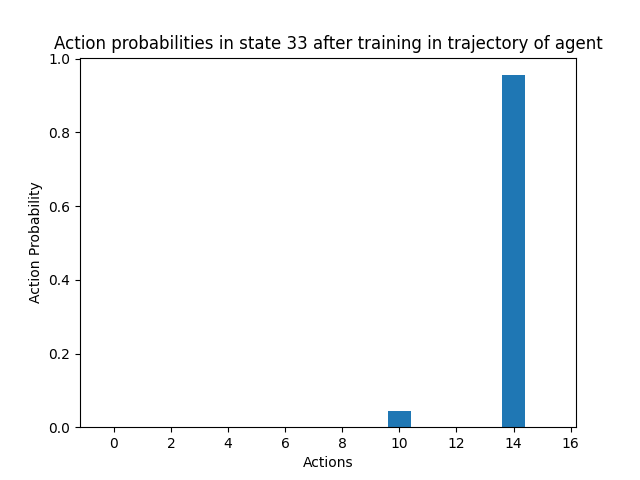 Action probabilities in state 33 after training in trajectory of agent
1.0
0.8
0.6
0.4
0.2
0.0
Action Probability
0 2 4 6 8 10 12 14 16
Actions